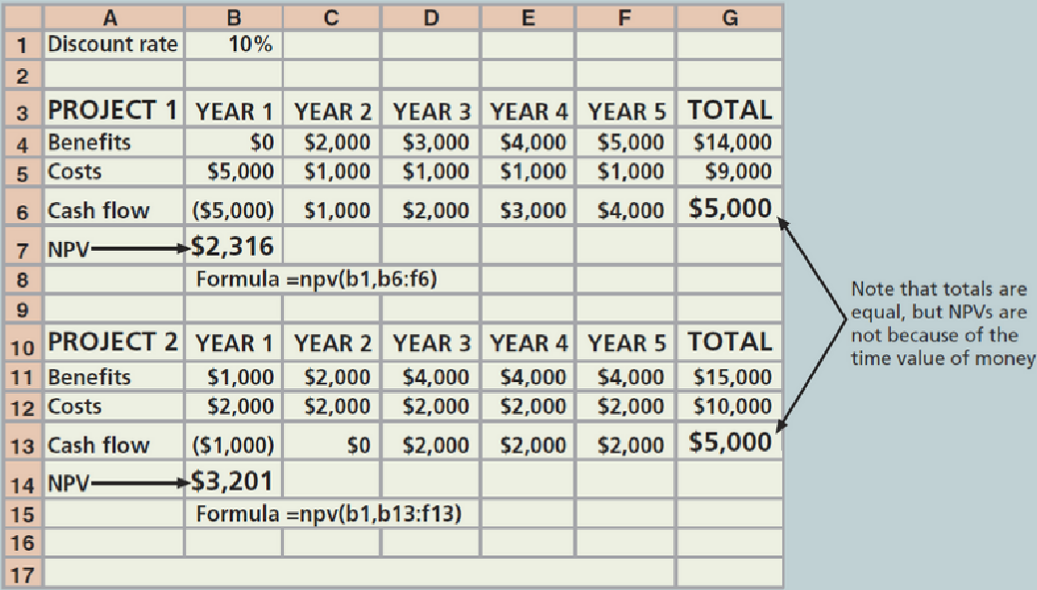 A B C D E F G
1 Discount rate 10%
2
3 PROJECT 1 YEAR 1 YEAR 2 YEAR 3 YEAR 4 YEAR 5 TOTAL
4 Benefits $0 $2,000 $3,000 $4,000 $5,000 $14,000
5 Costs $5,000 $1,000 $1,000 $1,000 $1,000 $9,000
6 Cash flow ($5,000) $1,000 $2,000 $3,000 $4,000 $5,000
7 NPV $2,316
8 Formula =npv(b1,b6:f6)
9
10 PROJECT 2 YEAR 1 YEAR 2 YEAR 3 YEAR 4 YEAR 5 TOTAL
11 Benefits $1,000 $2,000 $4,000 $4,000 $4,000 $15,000
12 Costs $2,000 $2,000 $2,000 $2,000 $2,000 $10,000
13 Cash flow ($1,000) $0 $2,000 $2,000 $2,000 $5,000
14 NPV $3,201
15 Formula =npv(b1,b13:f13)
16
17
Note that totals are
equal, but NPVs are
not because of the
time value of money